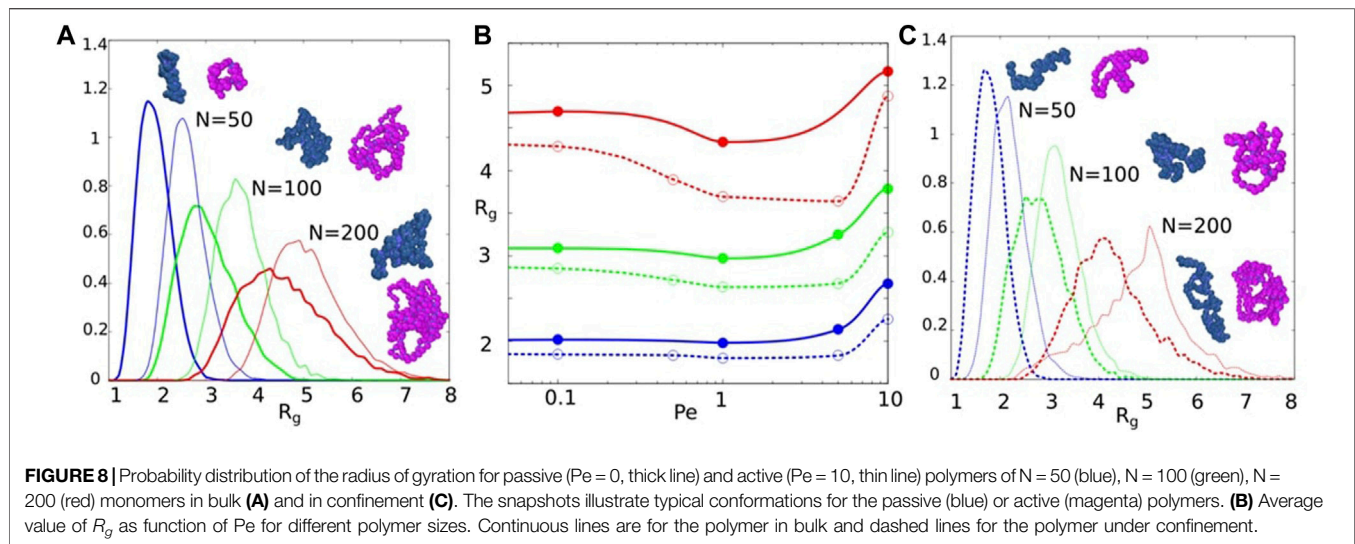 A
1.4
1.2
1
0.8
0.6
0.4
0.2
0
1 2 3 4 5 6 7 8
Rg
N=50
N=100
N=200
B
5
4
Rg
3
2
0.1 1 10
Pe
C
1.4
1.2
1
0.8
0.6
0.4
0.2
0
1 2 3 4 5 6 7 8
Rg
N=50
N=100
N=200
FIGURE 8 | Probability distribution of the radius of gyration for passive (Pe = 0, thick line) and active (Pe = 10, thin line) polymers of N = 50 (blue), N = 100 (green), N =
200 (red) monomers in bulk (A) and in confinement (C). The snapshots illustrate typical conformations for the passive (blue) or active (magenta) polymers. (B) Average
value of Rg as function of Pe for different polymer sizes. Continuous lines are for the polymer in bulk and dashed lines for the polymer under confinement.